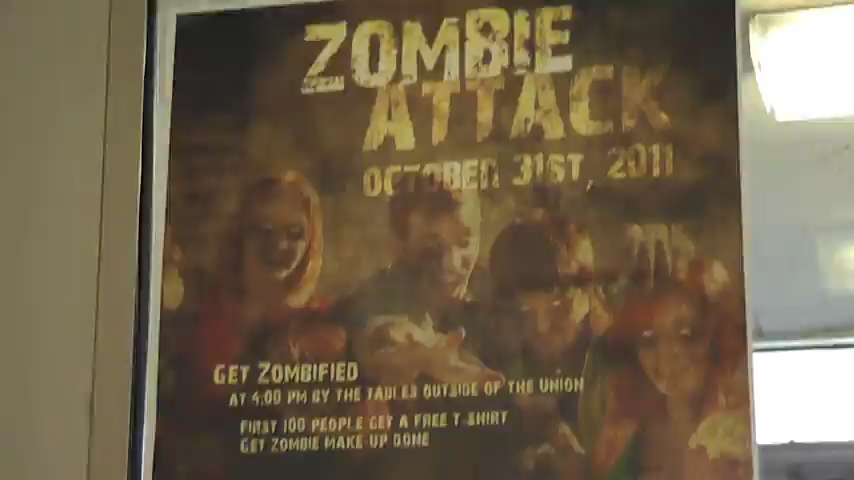 ZOMBIE
ATTACK
OCTOBER 31ST, 2011
GET ZOMBIFIED
AT 4:00 PM BY THE TABLES OUTSIDE OF THE UNION
FIRST 100 PEOPLE GET A FREE T-SHIRT
GET ZOMBIE MAKE-UP DONE